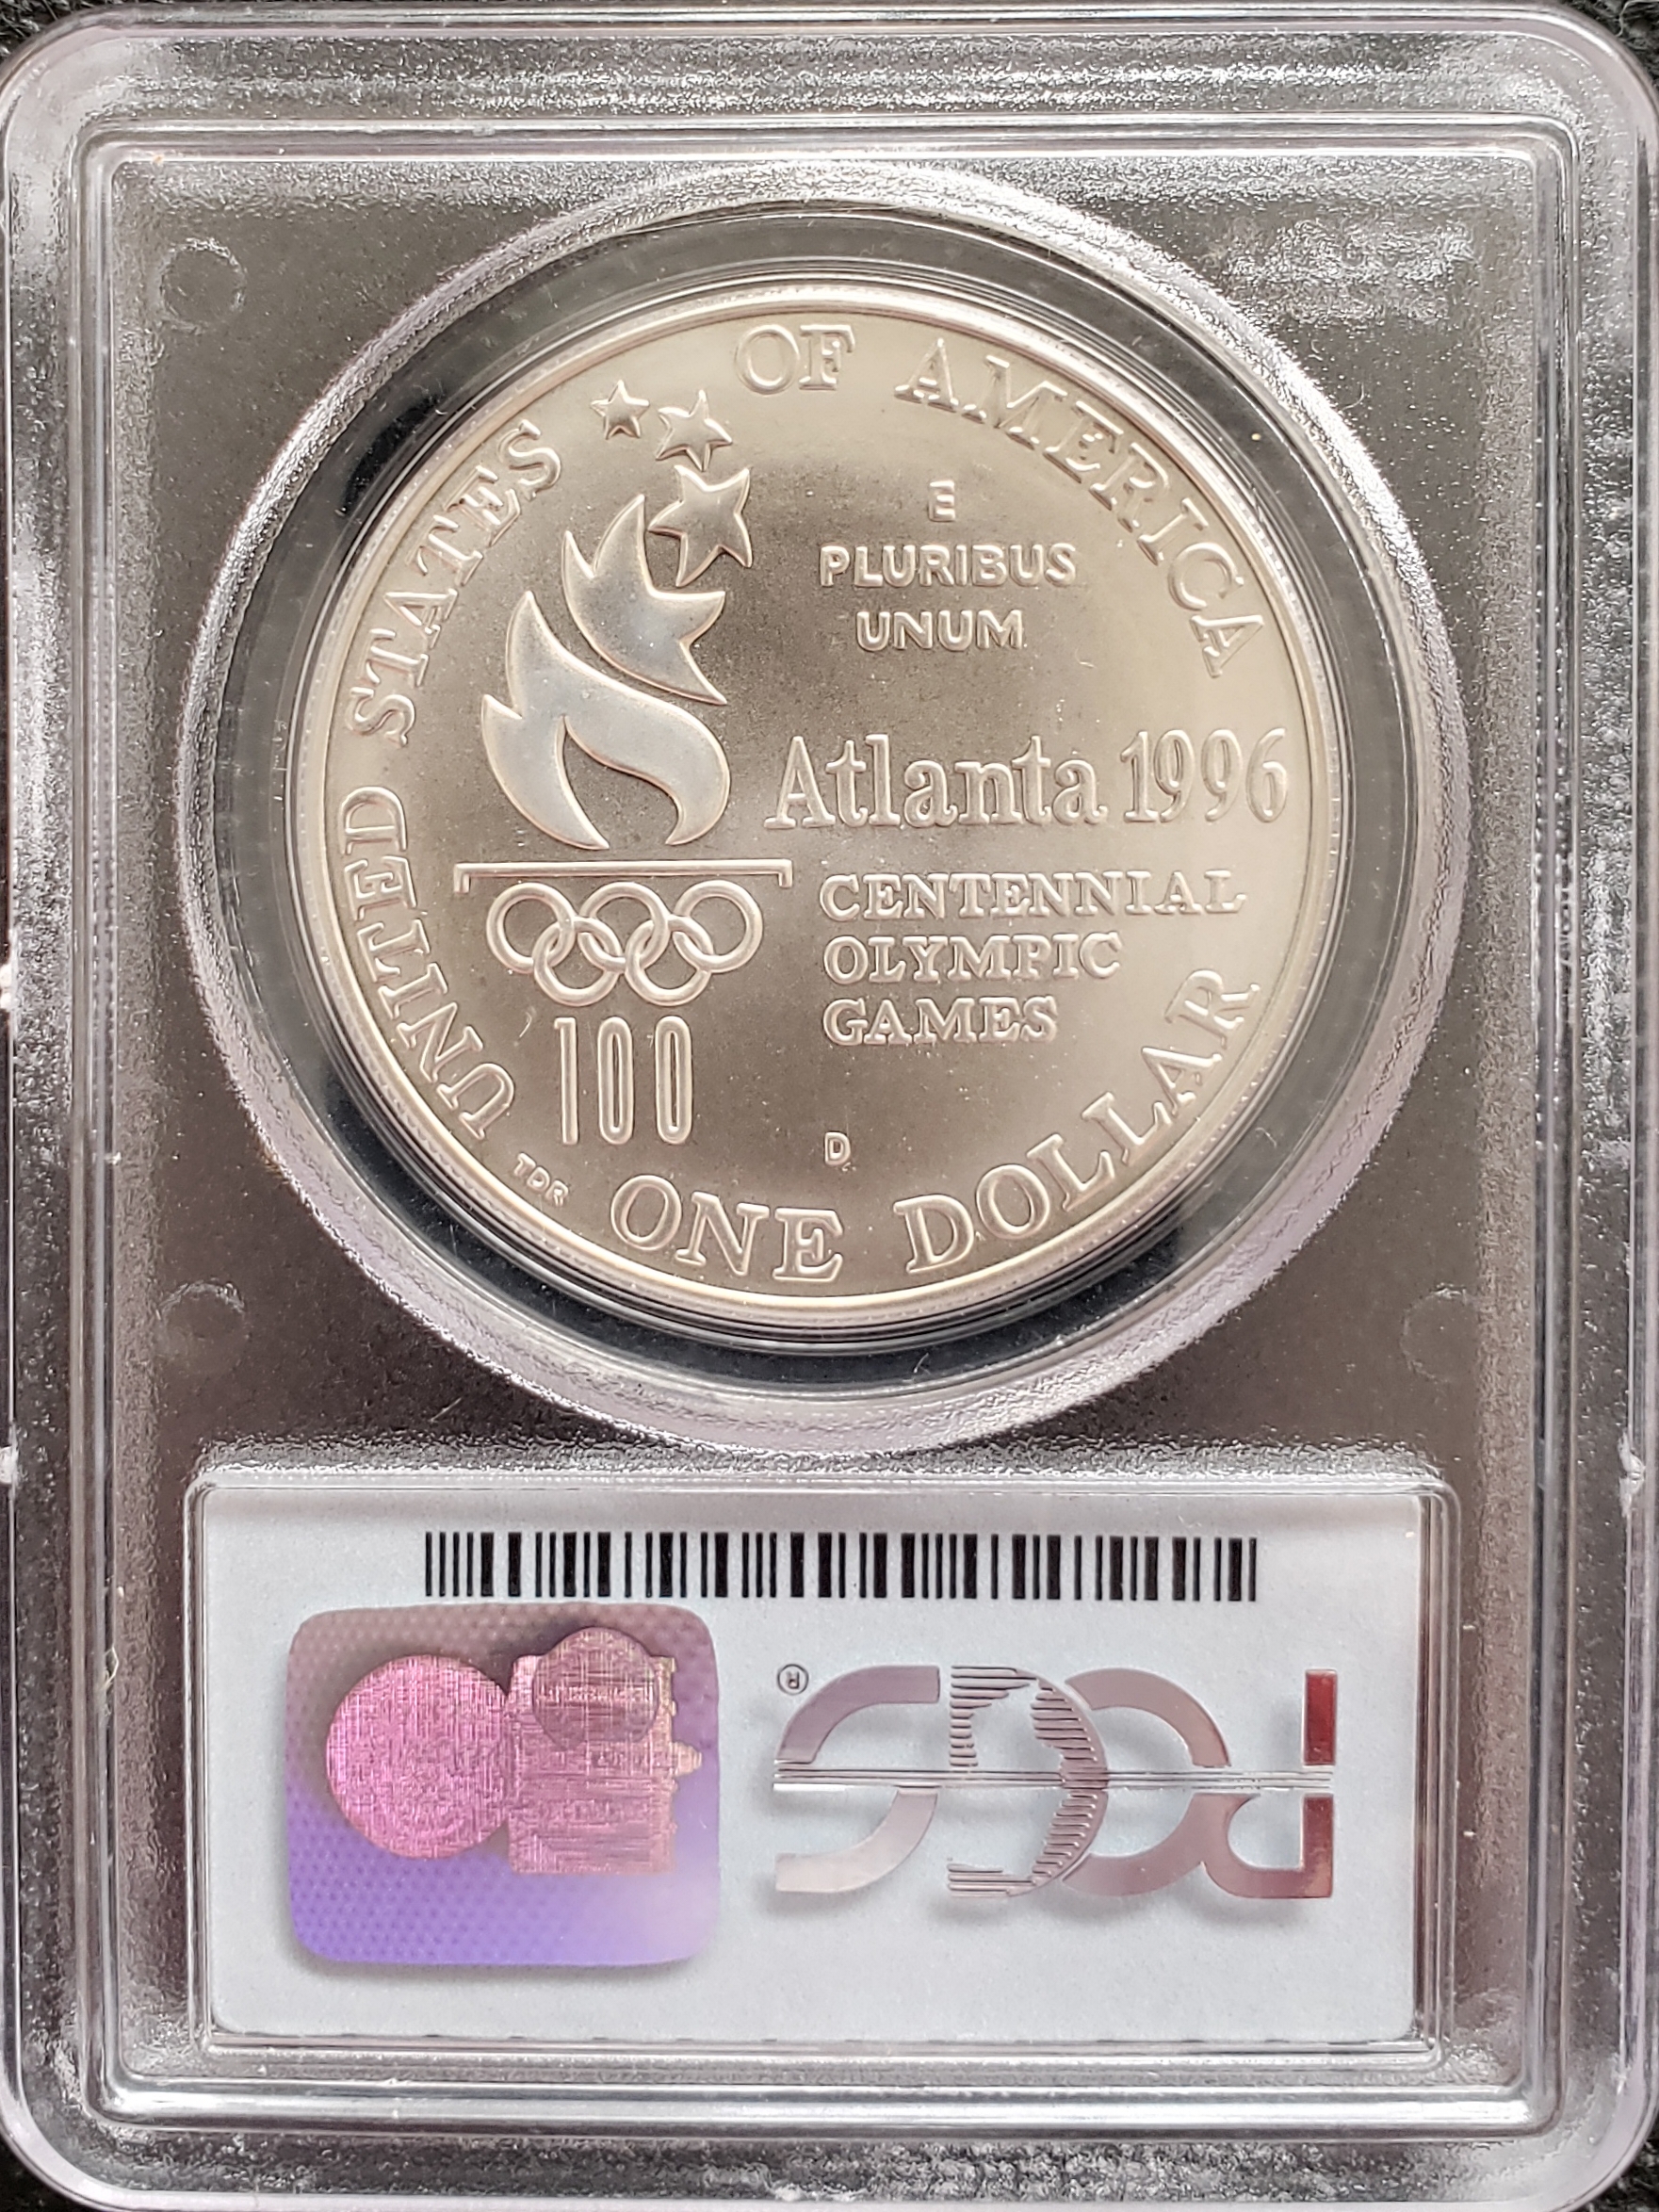 UNITED STATES OF AMERICA
E
PLURIBUS
UNUM
Atlanta 1996
CENTENNIAL
OLYMPIC
GAMES
100
D
TDR
ONE DOLLAR
PCGS
®